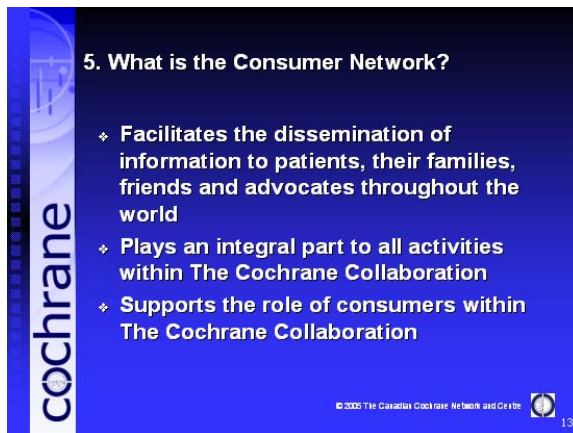 5. What is the Consumer Network?
Facilitates the dissemination of
information to patients, their families,
friends and advocates throughout the
world
Plays an integral part to all activities
within The Cochrane Collaboration
Supports the role of consumers within
The Cochrane Collaboration
cochrane
© 2005 The Canadian Cochrane Network and Centre
13